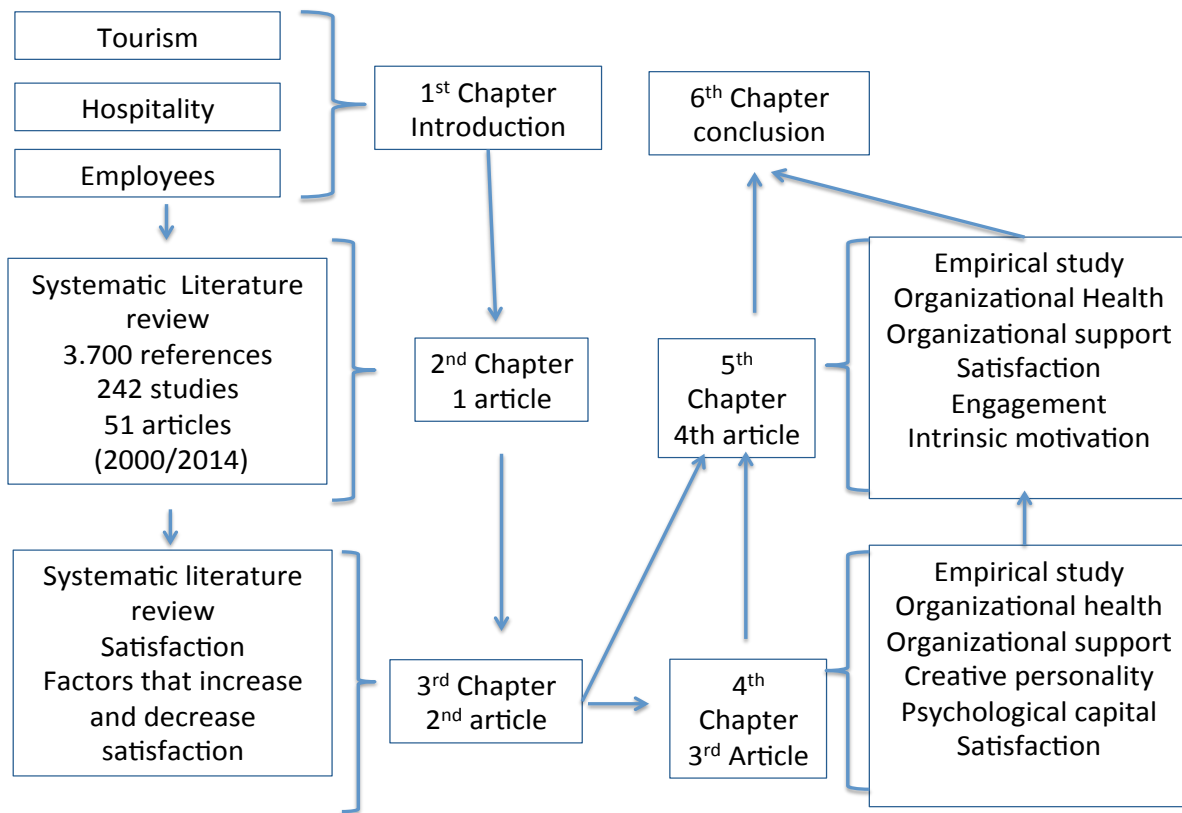 Tourism
Hospitality
Employees
1st Chapter
Introduction
6th Chapter
conclusion
Systematic Literature
review
3.700 references
242 studies
51 articles
(2000/2014)
2nd Chapter
1 article
5th
Chapter
4th article
Empirical study
Organizational Health
Organizational support
Satisfaction
Engagement
Intrinsic motivation
Systematic literature
review
Satisfaction
Factors that increase
and decrease
satisfaction
3rd Chapter
2nd article
4th
Chapter
3rd Article
Empirical study
Organizational health
Organizational support
Creative personality
Psychological capital
Satisfaction